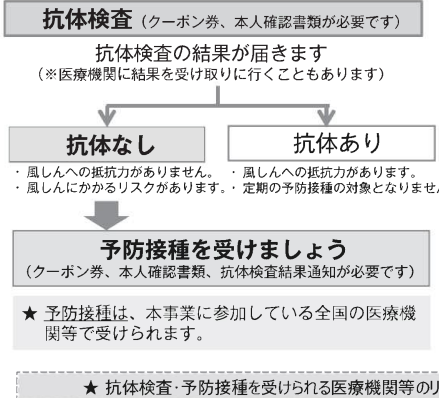 抗体検査（クーポン券、本人確認書類が必要です）
抗体検査の結果が届きます
（※医療機関に結果を受け取りに行くこともあります）
抗体なし
・ 風しんへの抵抗力がありません。
・ 風しんにかかるリスクがあります。
抗体あり
・ 風しんへの抵抗力があります。
・ 定期の予防接種の対象となりませ
予防接種を受けましょう
（クーポン券、本人確認書類、抗体検査結果通知が必要です）
★ 予防接種は、本事業に参加している全国の医療機
関等で受けられます。
★ 抗体検査・予防接種を受けられる医療機関等のリ